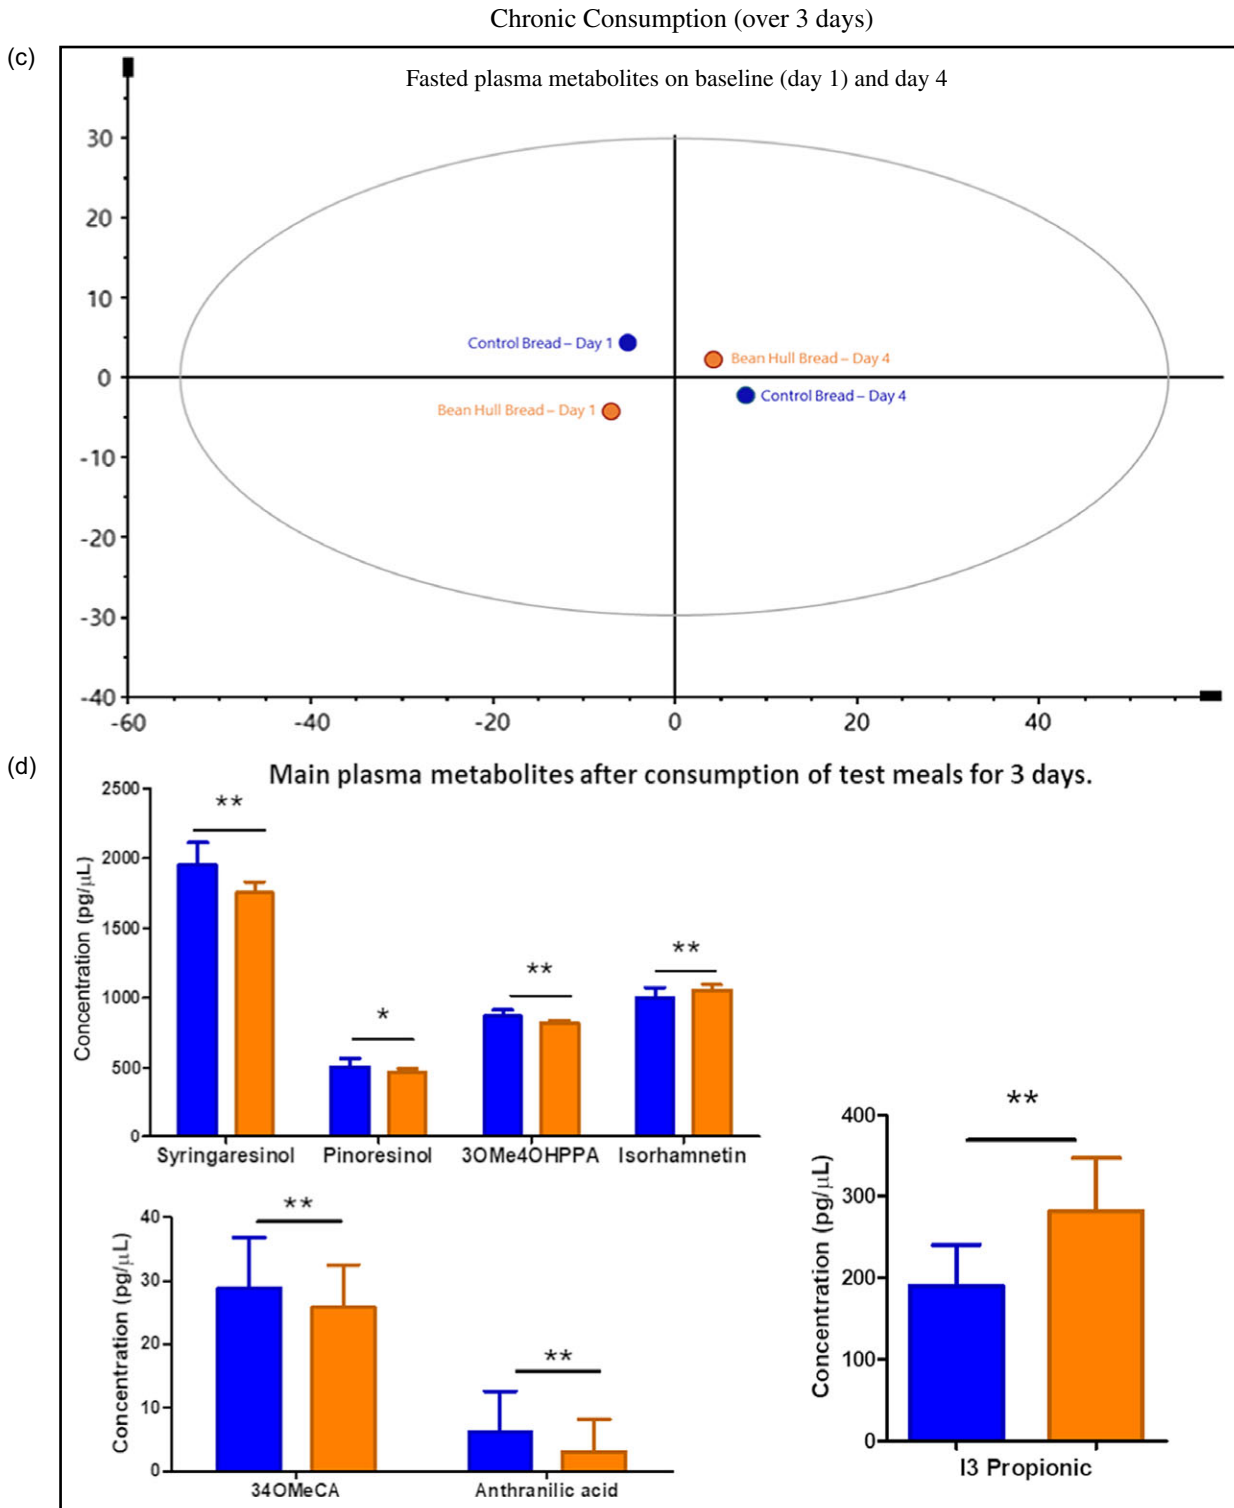 Chronic Consumption (over 3 days)
(c)
Fasted plasma metabolites on baseline (day 1) and day 4
30
20
10
0
-10
-20
-30
-40
Control Bread – Day 1
Bean Hull Bread – Day 4
Control Bread – Day 4
Bean Hull Bread – Day 1
-60 -40 -20 0 20 40
(d)
Main plasma metabolites after consumption of test meals for 3 days.
Concentration (pg/μL)
2500
2000
1500
1000
500
0
**
*
**
**
Syringaresinol Pinoresinol 3OMe4OHPPA Isorhamnetin
Concentration (pg/μL)
40
30
20
10
0
**
**
34OMeCA Anthranilic acid
Concentration (pg/μL)
400
300
200
100
0
**
I3 Propionic